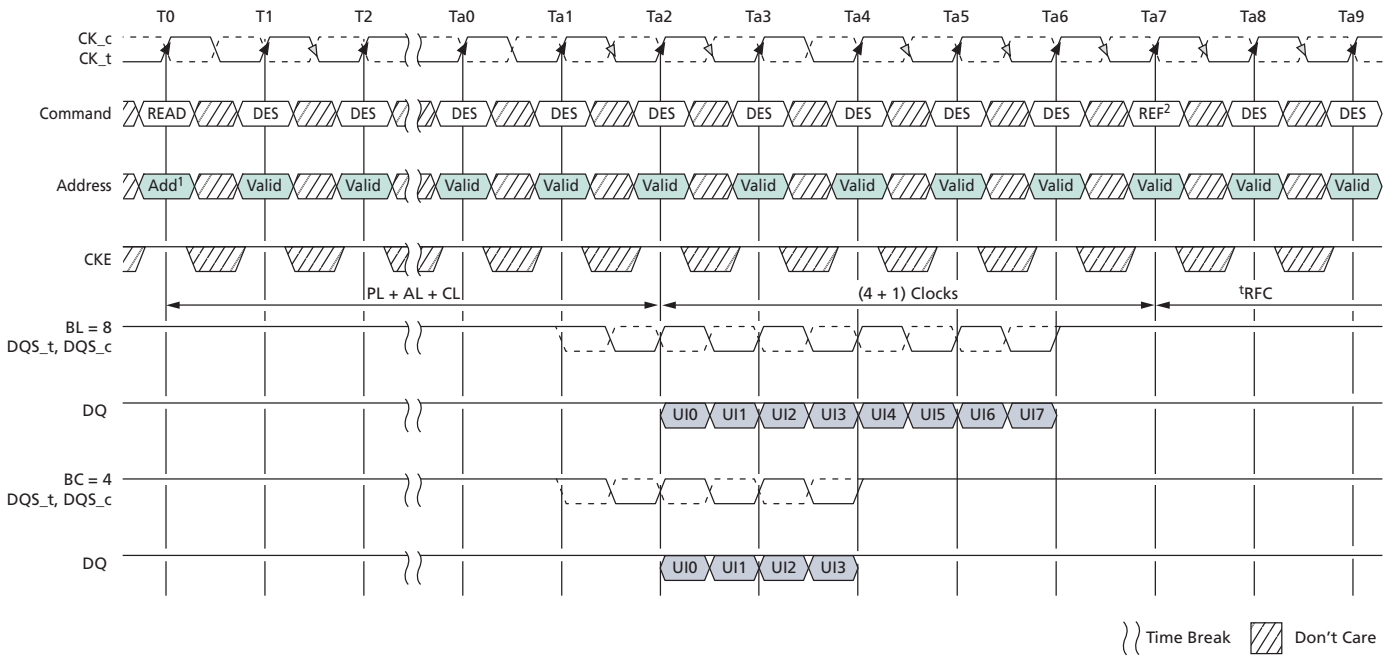 T0 T1 T2 Ta0 Ta1 Ta2 Ta3 Ta4 Ta5 Ta6 Ta7 Ta8 Ta9
CK_c
CK_t
Command READ DES DES DES DES DES DES DES DES DES REF² DES DES
Address Add¹ Valid Valid Valid Valid Valid Valid Valid Valid Valid Valid Valid Valid
CKE
PL + AL + CL (4 + 1) Clocks ᵗRFC
BL = 8
DQS_t, DQS_c
DQ UI0 UI1 UI2 UI3 UI4 UI5 UI6 UI7
BC = 4
DQS_t, DQS_c
DQ UI0 UI1 UI2 UI3
Time Break Don't Care